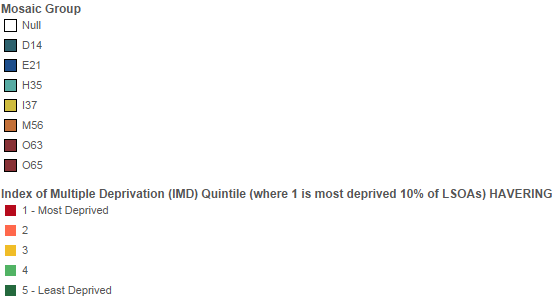 Mosaic Group
Null
D14
E21
H35
I37
M56
O63
O65
Index of Multiple Deprivation (IMD) Quintile (where 1 is most deprived 10% of LSOAs) HAVERING
1 - Most Deprived
2
3
4
5 - Least Deprived